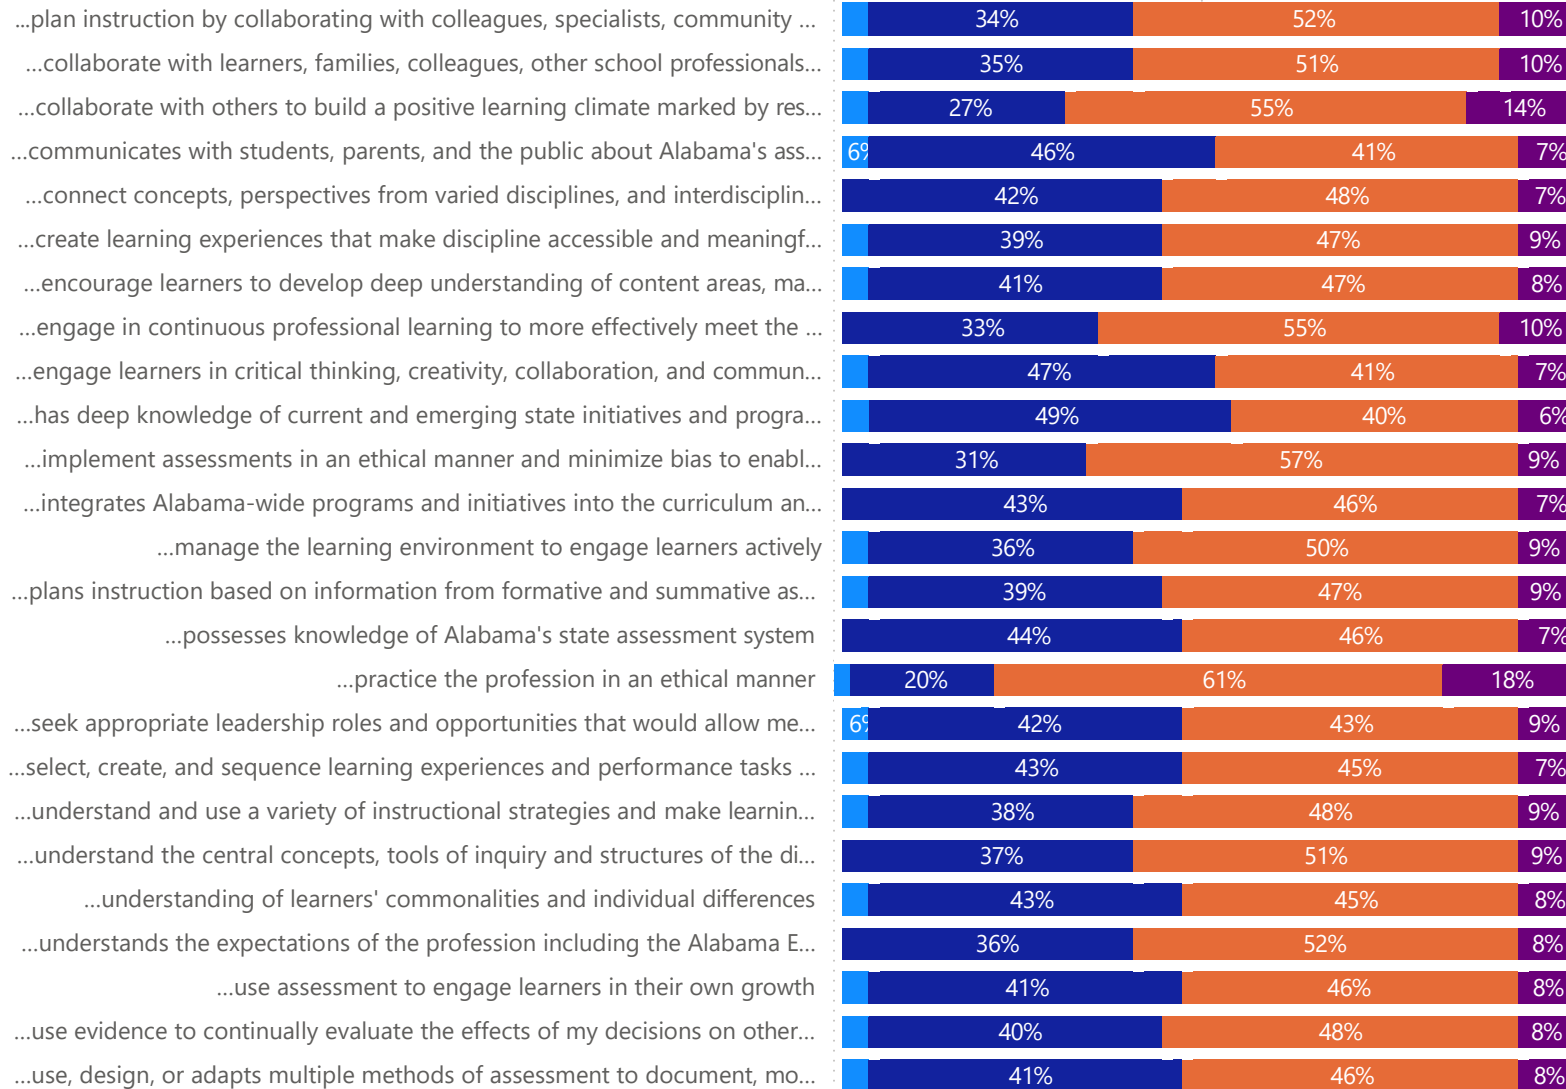 ...plan instruction by collaborating with colleagues, specialists, community ... 34% 52% 10%
...collaborate with learners, families, colleagues, other school professionals... 35% 51% 10%
...collaborate with others to build a positive learning climate marked by res... 27% 55% 14%
...communicates with students, parents, and the public about Alabama's ass... 6% 46% 41% 7%
...connect concepts, perspectives from varied disciplines, and interdisciplin... 42% 48% 7%
...create learning experiences that make discipline accessible and meaningf... 39% 47% 9%
...encourage learners to develop deep understanding of content areas, ma... 41% 47% 8%
...engage in continuous professional learning to more effectively meet the ... 33% 55% 10%
...engage learners in critical thinking, creativity, collaboration, and commun... 47% 41% 7%
...has deep knowledge of current and emerging state initiatives and progra... 49% 40% 6%
...implement assessments in an ethical manner and minimize bias to enabl... 31% 57% 9%
...integrates Alabama-wide programs and initiatives into the curriculum an... 43% 46% 7%
...manage the learning environment to engage learners actively 36% 50% 9%
...plans instruction based on information from formative and summative as... 39% 47% 9%
...possesses knowledge of Alabama's state assessment system 44% 46% 7%
...practice the profession in an ethical manner 20% 61% 18%
...seek appropriate leadership roles and opportunities that would allow me... 6% 42% 43% 9%
...select, create, and sequence learning experiences and performance tasks ... 43% 45% 7%
...understand and use a variety of instructional strategies and make learnin... 38% 48% 9%
...understand the central concepts, tools of inquiry and structures of the di... 37% 51% 9%
...understanding of learners' commonalities and individual differences 43% 45% 8%
...understands the expectations of the profession including the Alabama E... 36% 52% 8%
...use assessment to engage learners in their own growth 41% 46% 8%
...use evidence to continually evaluate the effects of my decisions on other... 40% 48% 8%
...use, design, or adapts multiple methods of assessment to document, mo... 41% 46% 8%